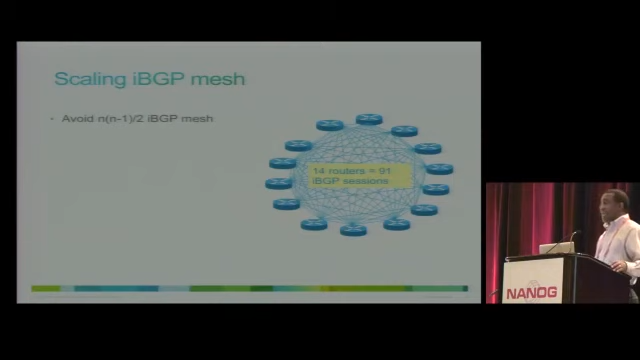 Scaling iBGP mesh
• Avoid n(n-1)/2 iBGP mesh
14 routers = 91
iBGP sessions
NANOG